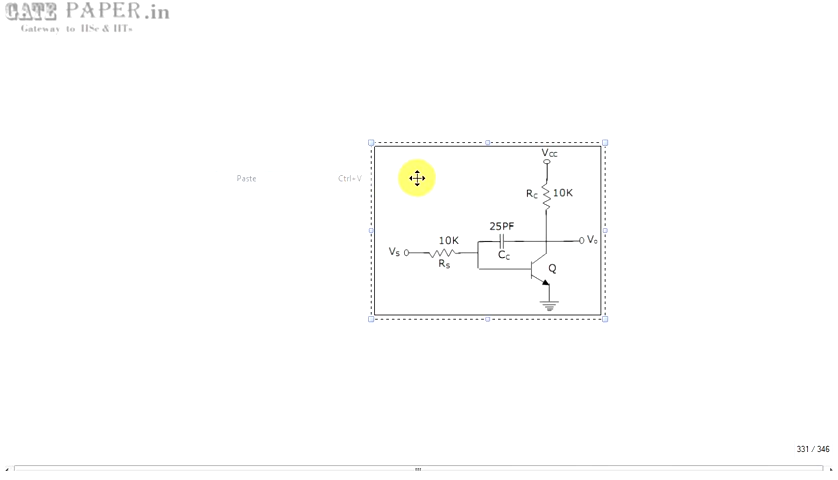 GATE PAPER.in
Gateway to IISc & IITs
VCC
RC 10K
Paste Ctrl+V
25PF
10K
VS
CC
Vo
RS
Q
331 / 346